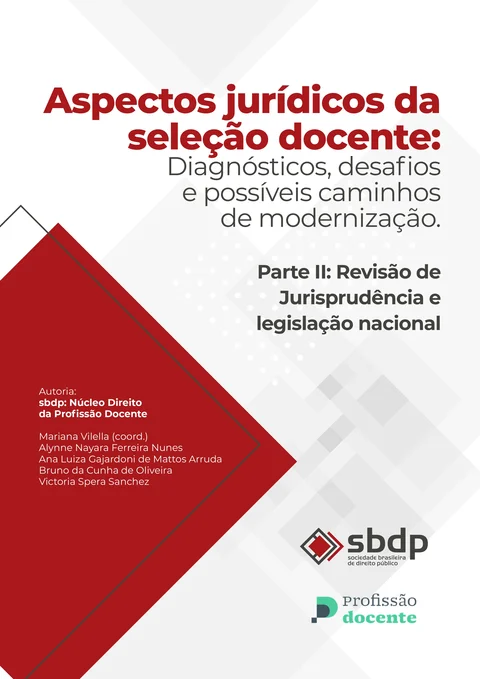 Aspectos jurídicos da
seleção docente:
Diagnósticos, desafios
e possíveis caminhos
de modernização.
Parte II: Revisão de
Jurisprudência e
legislação nacional
Autoria:
sbdp: Núcleo Direito
da Profissão Docente
Mariana Vilella (coord.)
Alynne Nayara Ferreira Nunes
Ana Luiza Gajardoni de Mattos Arruda
Bruno da Cunha de Oliveira
Victoria Spera Sanchez
sbdp
sociedade brasileira
de direito público
Profissão
docente